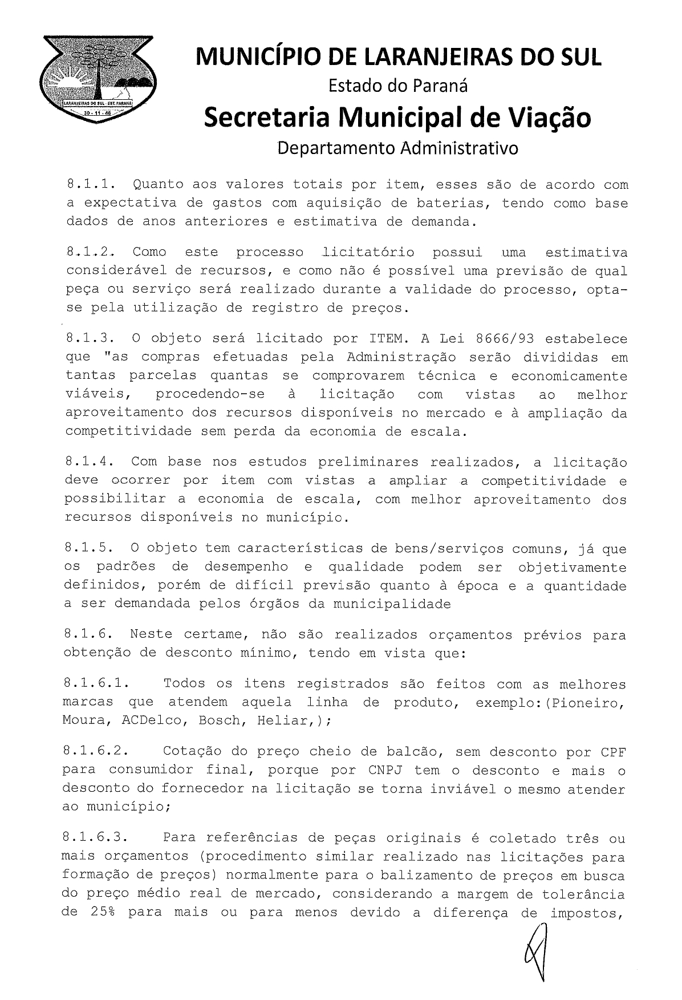 MUNICÍPIO DE LARANJEIRAS DO SUL
Estado do Paraná
Secretaria Municipal de Viação
Departamento Administrativo
LARANJEIRAS DO SUL - EST. PARANÁ
30 - 11 - 46
8.1.1. Quanto aos valores totais por item, esses são de acordo com
a expectativa de gastos com aquisição de baterias, tendo como base
dados de anos anteriores e estimativa de demanda.
8.1.2. Como este processo licitatório possui uma estimativa
considerável de recursos, e como não é possível uma previsão de qual
peça ou serviço será realizado durante a validade do processo, opta-
se pela utilização de registro de preços.
8.1.3. O objeto será licitado por ITEM. A Lei 8666/93 estabelece
que "as compras efetuadas pela Administração serão divididas em
tantas parcelas quantas se comprovarem técnica e economicamente
viáveis, procedendo-se à licitação com vistas ao melhor
aproveitamento dos recursos disponíveis no mercado e à ampliação da
competitividade sem perda da economia de escala.
8.1.4. Com base nos estudos preliminares realizados, a licitação
deve ocorrer por item com vistas a ampliar a competitividade e
possibilitar a economia de escala, com melhor aproveitamento dos
recursos disponíveis no município.
8.1.5. O objeto tem características de bens/serviços comuns, já que
os padrões de desempenho e qualidade podem ser objetivamente
definidos, porém de difícil previsão quanto à época e a quantidade
a ser demandada pelos órgãos da municipalidade
8.1.6. Neste certame, não são realizados orçamentos prévios para
obtenção de desconto mínimo, tendo em vista que:
8.1.6.1. Todos os itens registrados são feitos com as melhores
marcas que atendem aquela linha de produto, exemplo:(Pioneiro,
Moura, ACDelco, Bosch, Heliar,);
8.1.6.2. Cotação do preço cheio de balcão, sem desconto por CPF
para consumidor final, porque por CNPJ tem o desconto e mais o
desconto do fornecedor na licitação se torna inviável o mesmo atender
ao município;
8.1.6.3. Para referências de peças originais é coletado três ou
mais orçamentos (procedimento similar realizado nas licitações para
formação de preços) normalmente para o balizamento de preços em busca
do preço médio real de mercado, considerando a margem de tolerância
de 25% para mais ou para menos devido a diferença de impostos,